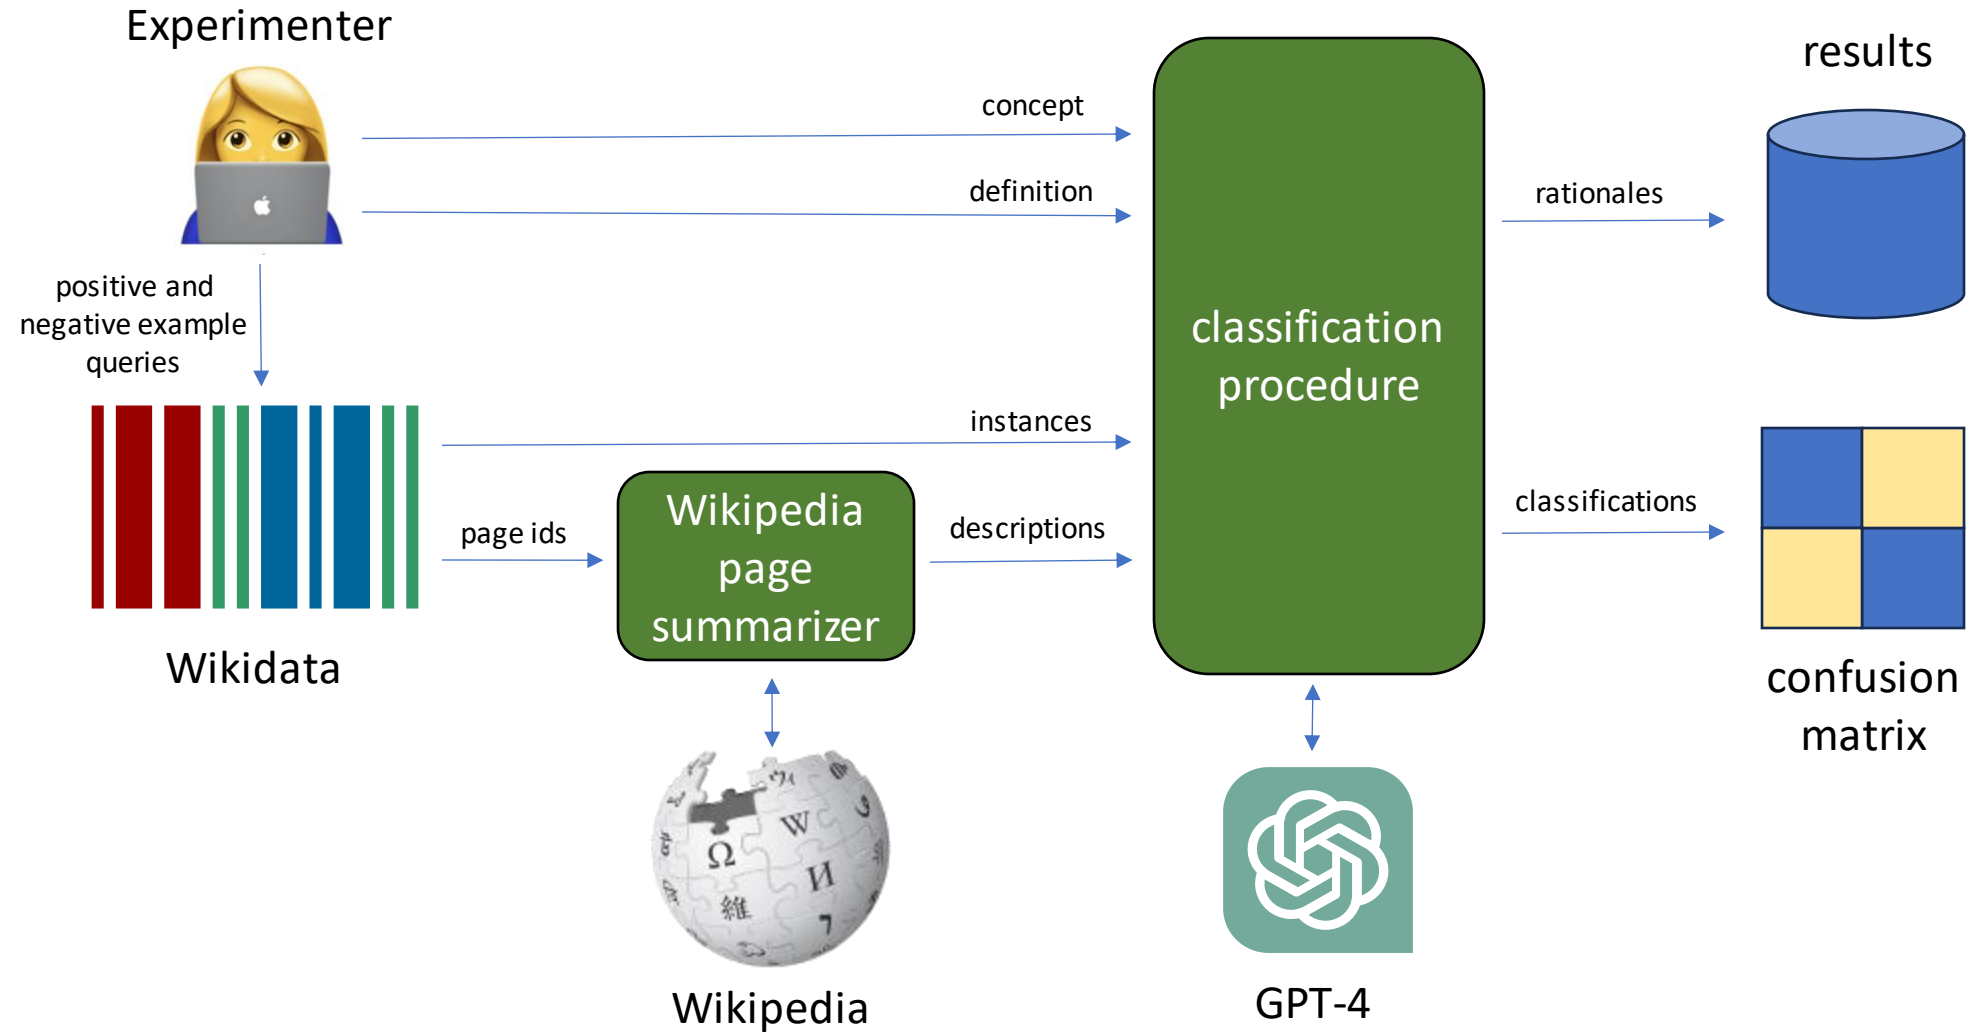 Experimenter
results
concept
definition
rationales
positive and
negative example
queries
classification
procedure
instances
Wikipedia
page
summarizer
page ids
descriptions
classifications
Wikidata
confusion
matrix
Ω
W
И
維
Wikipedia
GPT-4